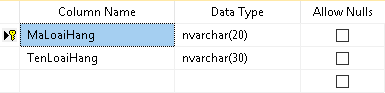 Column Name Data Type Allow Nulls
MaLoaiHang nvarchar(20)
TenLoaiHang nvarchar(30)